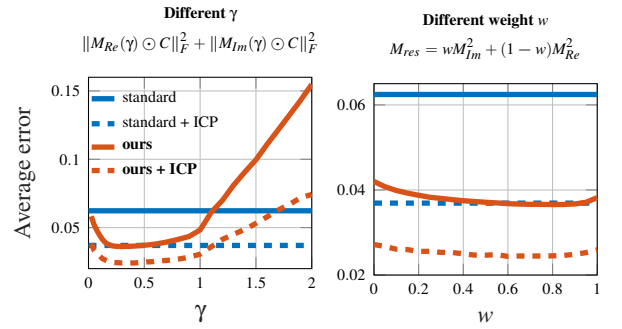 Different γ
‖M_Re(γ) ⊙ C‖²_F + ‖M_Im(γ) ⊙ C‖²_F
Average error
0.15
0.1
0.05
standard
standard + ICP
ours
ours + ICP
0 0.5 1 1.5 2
γ
Different weight w
M_res = wM²_Im + (1 − w)M²_Re
0.06
0.04
0.02
0 0.2 0.4 0.6 0.8 1
w